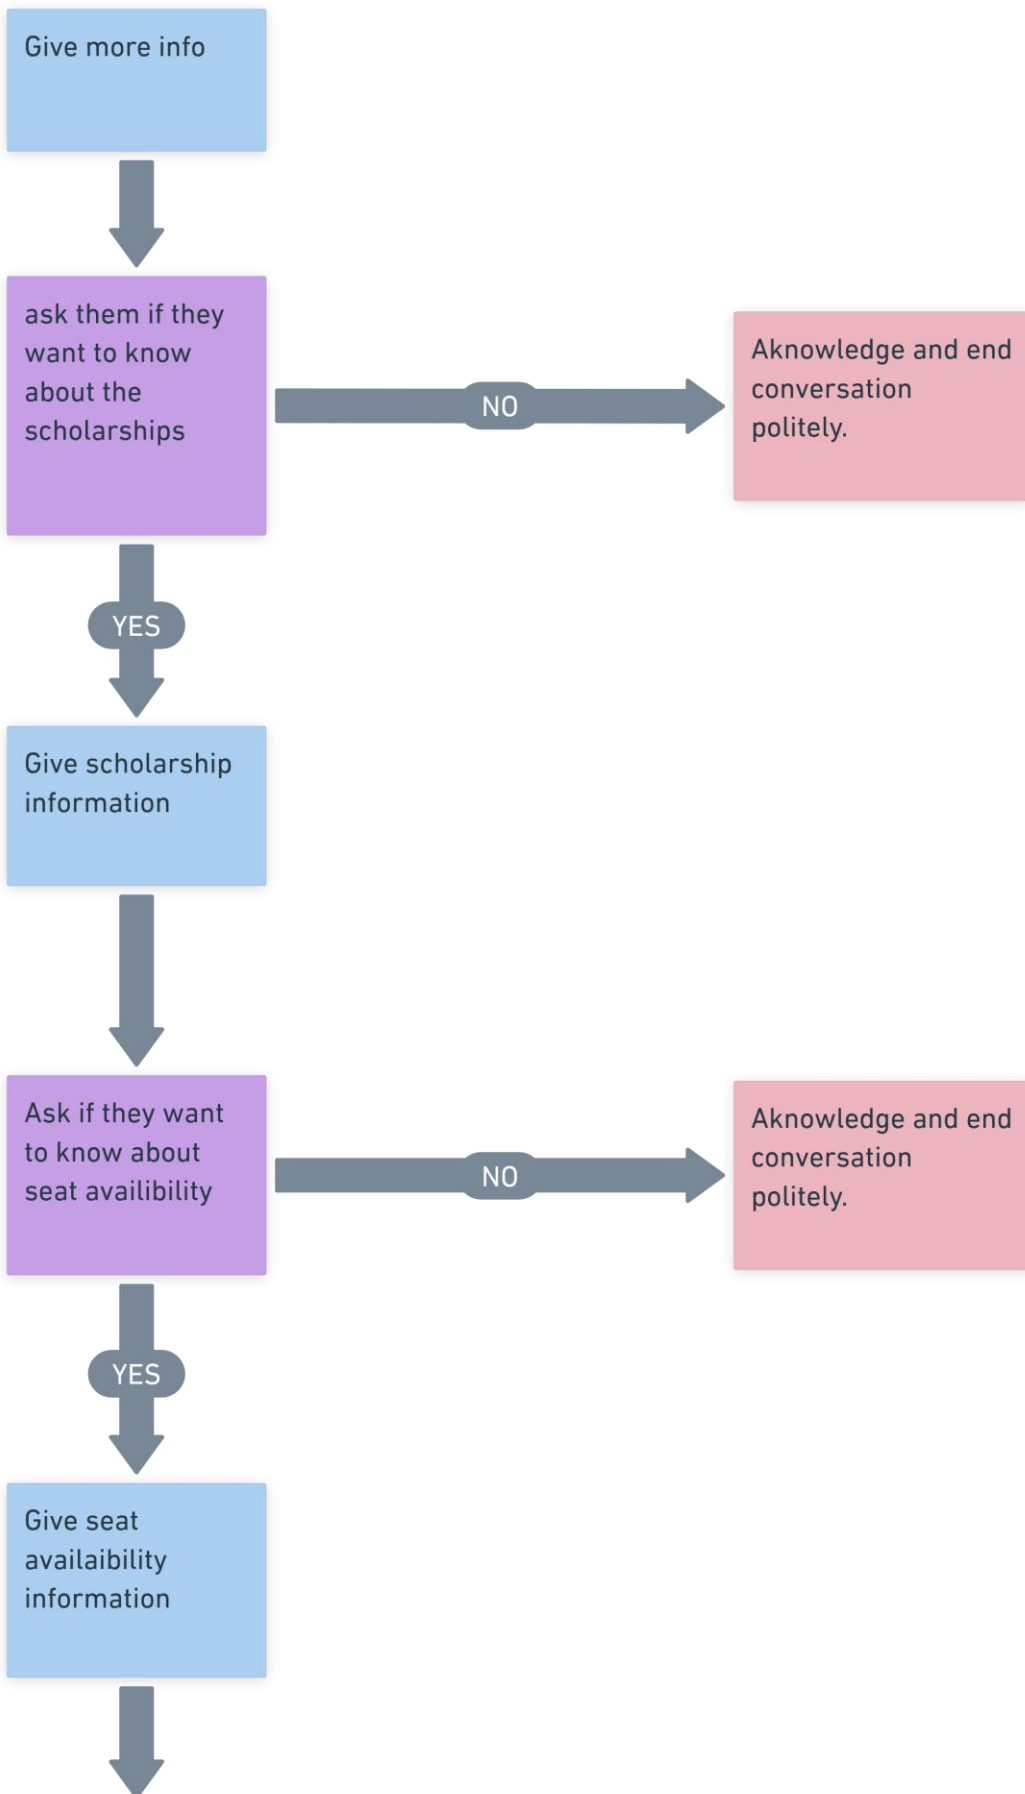 Give more info
ask them if they
want to know
about the
scholarships
NO
Aknowledge and end
conversation
politely.
YES
Give scholarship
information
Ask if they want
to know about
seat availibility
NO
Aknowledge and end
conversation
politely.
YES
Give seat
availaibility
information